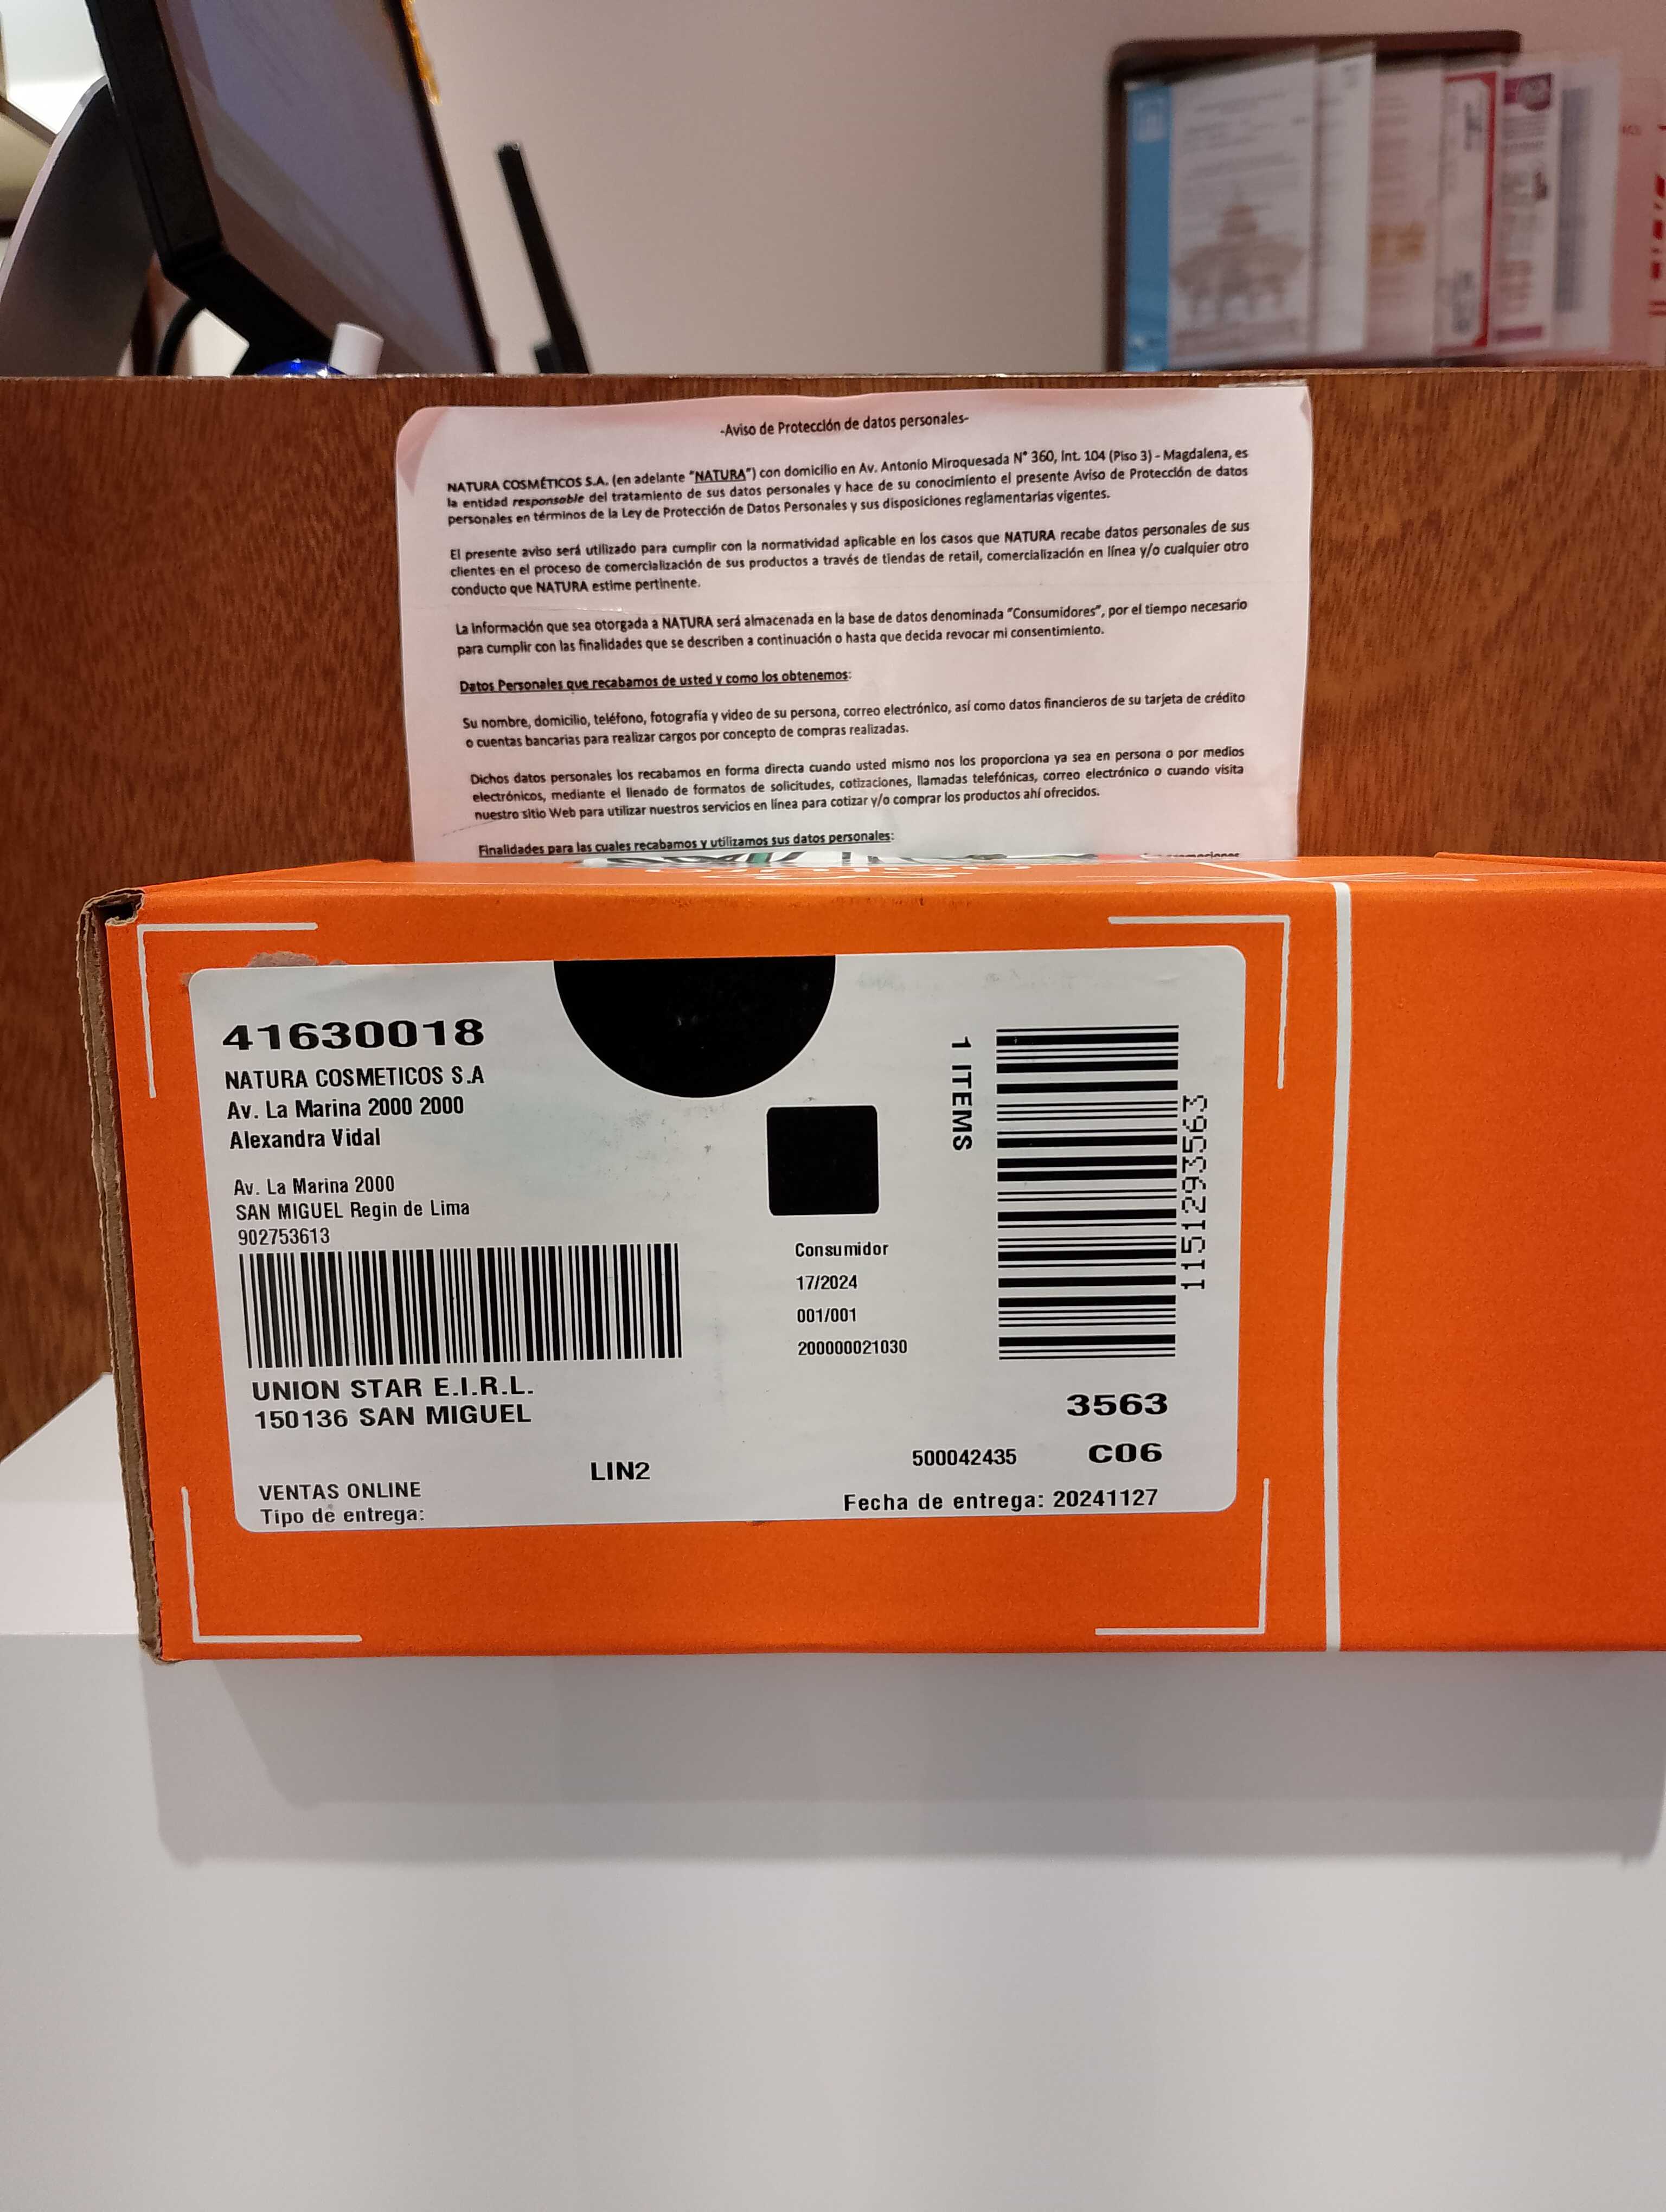 -Aviso de Protección de datos personales-
NATURA COSMÉTICOS S.A. (en adelante "NATURA") con domicilio en Av. Antonio Miroquesada N° 360, Int. 104 (Piso 3) - Magdalena, es
la entidad responsable del tratamiento de sus datos personales y hace de su conocimiento el presente Aviso de Protección de datos
personales en términos de la Ley de Protección de Datos Personales y sus disposiciones reglamentarias vigentes.
El presente aviso será utilizado para cumplir con la normatividad aplicable en los casos que NATURA recabe datos personales de sus
clientes en el proceso de comercialización de sus productos a través de tiendas de retail, comercialización en línea y/o cualquier otro
conducto que NATURA estime pertinente.
La Información que sea otorgada a NATURA será almacenada en la base de datos denominada "Consumidores", por el tiempo necesario
para cumplir con las finalidades que se describen a continuación o hasta que decida revocar mi consentimiento.
Datos Personales que recabamos de usted y como los obtenemos:
Su nombre, domicilio, teléfono, fotografía y video de su persona, correo electrónico, así como datos financieros de su tarjeta de crédito
o cuentas bancarias para realizar cargos por concepto de compras realizadas.
Dichos datos personales los recabamos en forma directa cuando usted mismo nos los proporciona ya sea en persona o por medios
electrónicos, mediante el llenado de formatos de solicitudes, cotizaciones, llamadas telefónicas, correo electrónico o cuando visita
nuestro sitio Web para utilizar nuestros servicios en línea para cotizar y/o comprar los productos ahí ofrecidos.
Finalidades para las cuales recabamos y utilizamos sus datos personales:
41630018
NATURA COSMETICOS S.A
Av. La Marina 2000 2000
Alexandra Vidal
Av. La Marina 2000
SAN MIGUEL Regin de Lima
902753613
UNION STAR E.I.R.L.
150136 SAN MIGUEL
LIN2
VENTAS ONLINE
Tipo de entrega:
1 ITEMS
1151293563
Consumidor
17/2024
001/001
200000021030
3563
500042435 C06
Fecha de entrega: 20241127